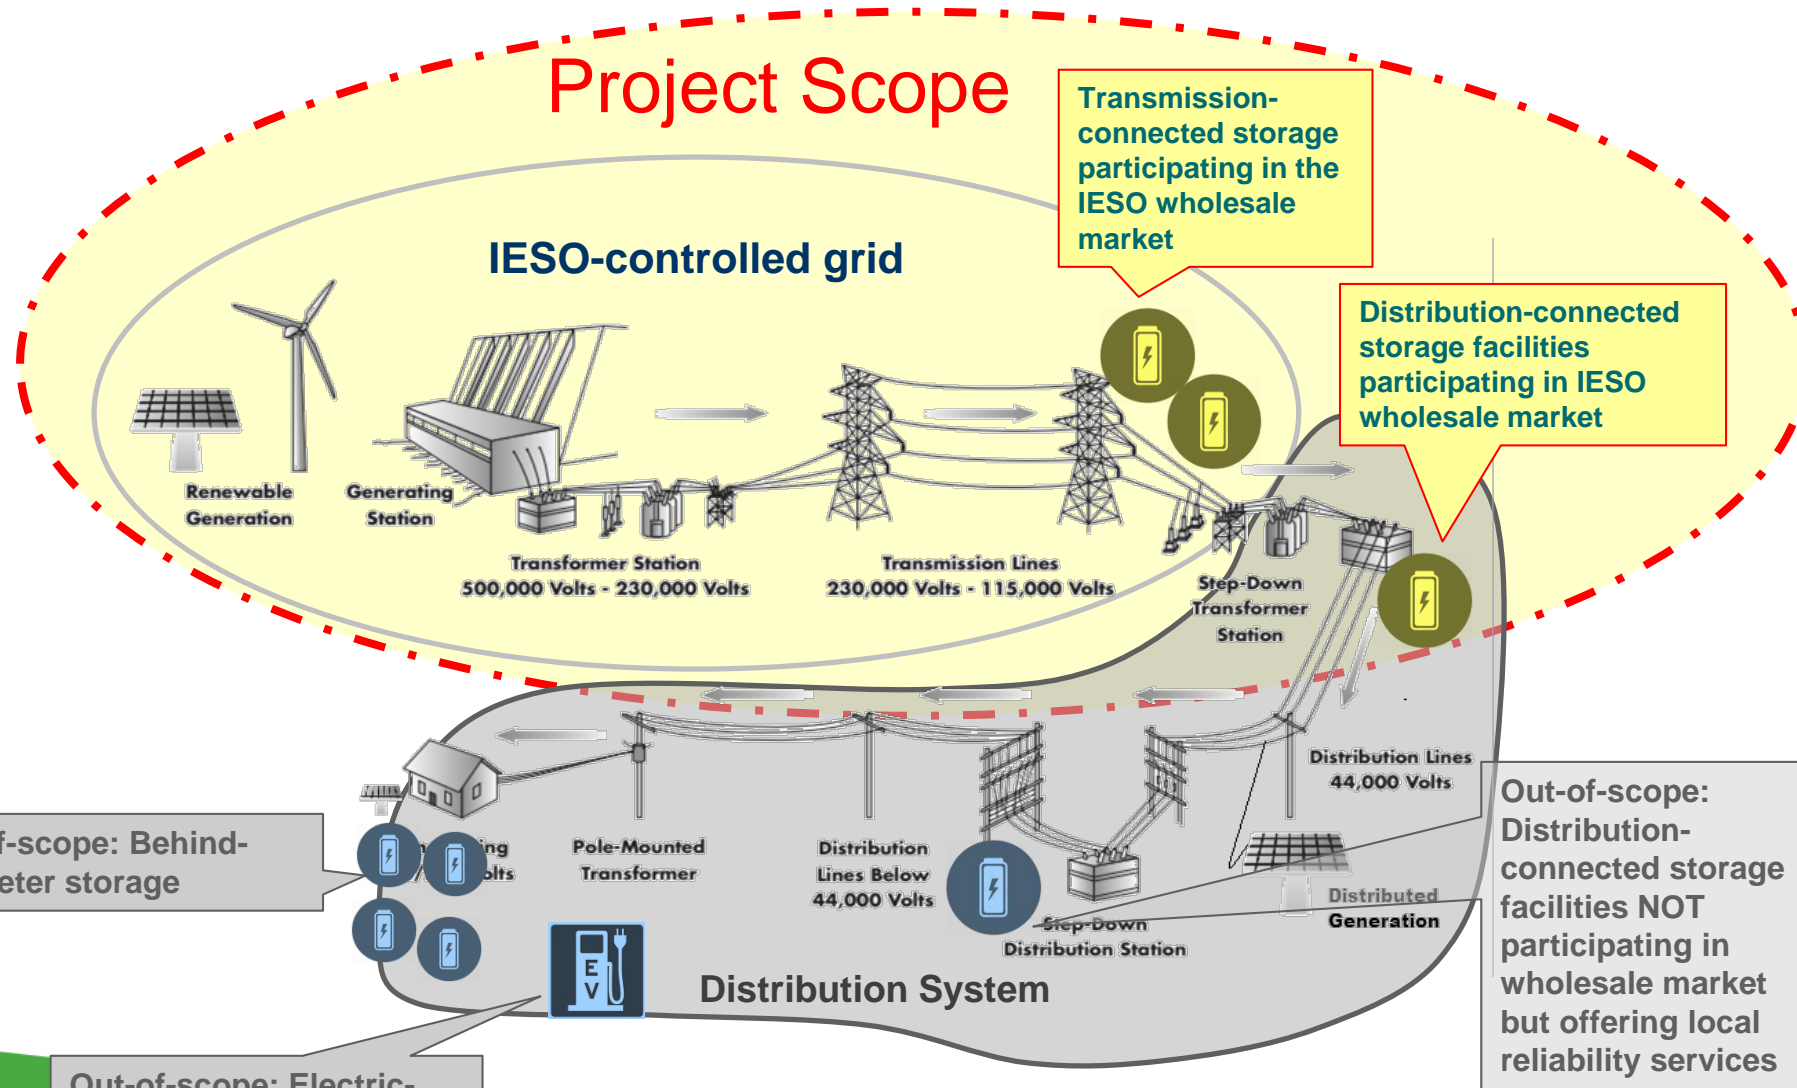 Project Scope
Transmission-
connected storage
participating in the
IESO wholesale
market
IESO-controlled grid
Distribution-connected
storage facilities
participating in IESO
wholesale market
Renewable
Generation
Generating
Station
Transformer Station
500,000 Volts - 230,000 Volts
Transmission Lines
230,000 Volts - 115,000 Volts
Step-Down
Transformer
Station
Distribution Lines
44,000 Volts
f-scope: Behind-
eter storage
ng
olts
Pole-Mounted
Transformer
Distribution
Lines Below
44,000 Volts
Step-Down
Distribution Station
Distributed
Generation
Out-of-scope:
Distribution-
connected storage
facilities NOT
participating in
wholesale market
but offering local
reliability services
EV
Distribution System
Out-of-scope: Electric-